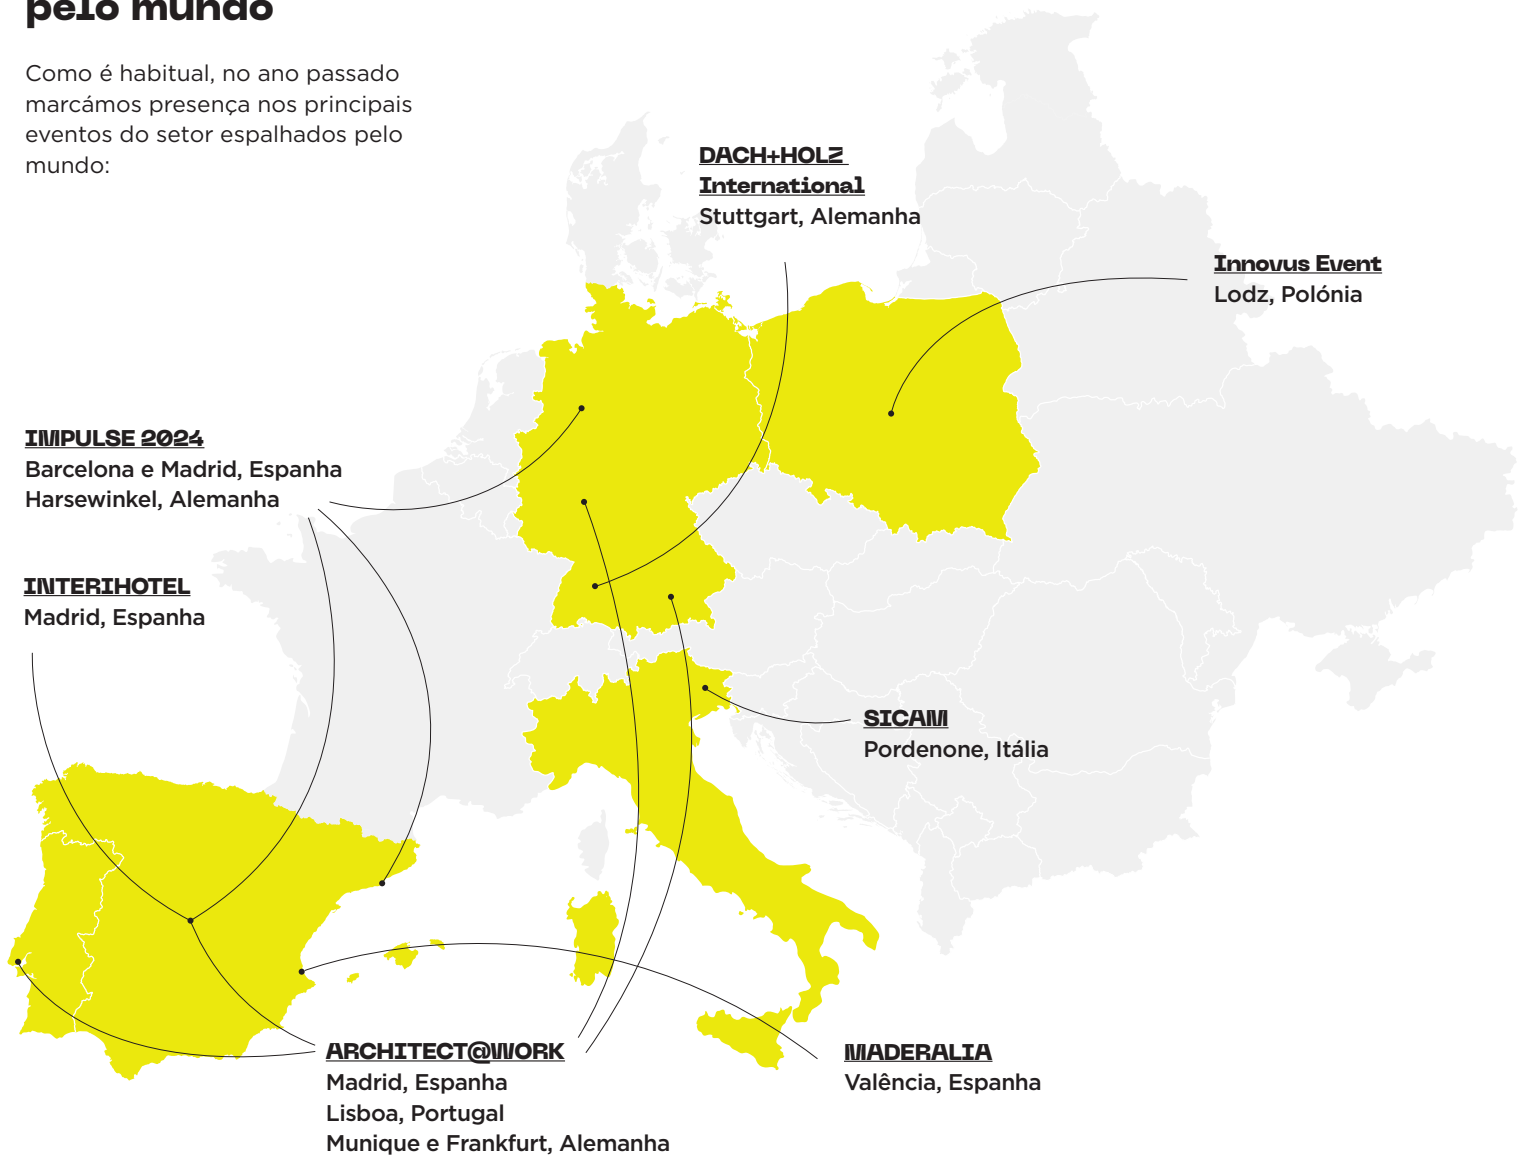 pelo mundo
Como é habitual, no ano passado
marcámos presença nos principais
eventos do setor espalhados pelo
mundo:
DACH+HOLZ
International
Stuttgart, Alemanha
Innovus Event
Lodz, Polónia
IMPULSE 2024
Barcelona e Madrid, Espanha
Harsewinkel, Alemanha
INTERIHOTEL
Madrid, Espanha
SICAM
Pordenone, Itália
ARCHITECT@WORK
Madrid, Espanha
Lisboa, Portugal
Munique e Frankfurt, Alemanha
MADERALIA
Valência, Espanha